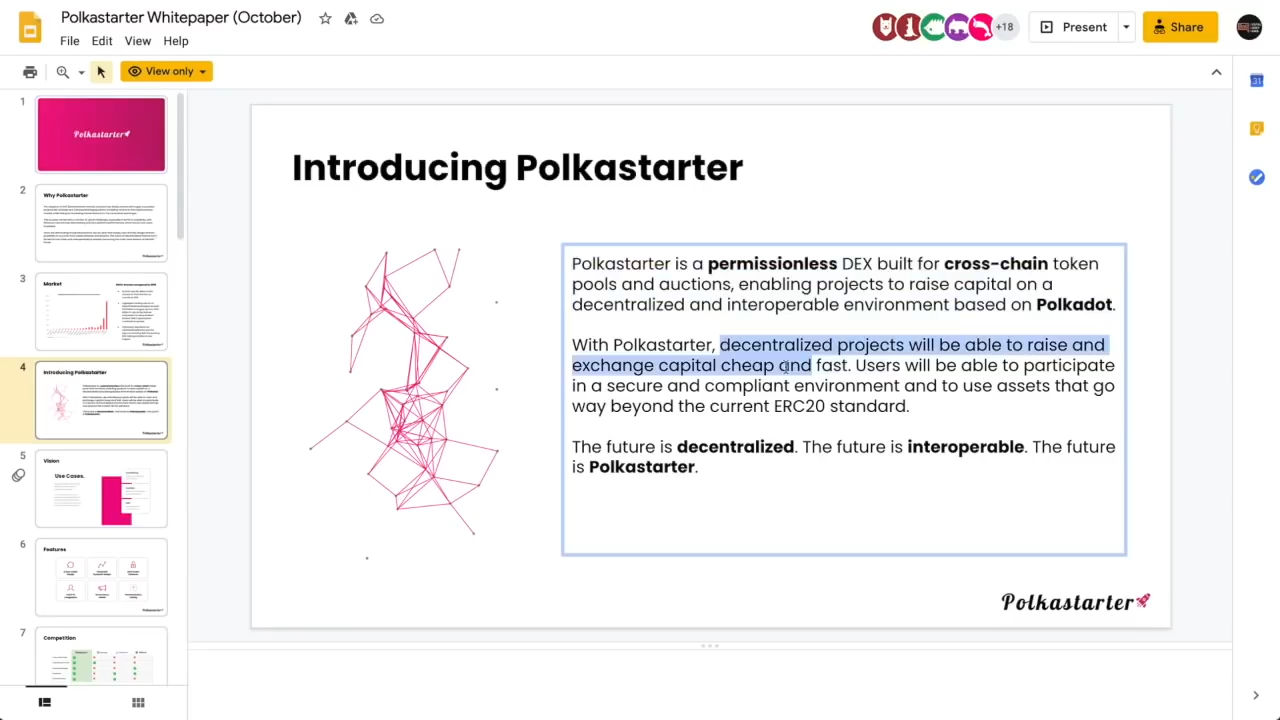 Polkastarter Whitepaper (October)
File Edit View Help
+18
Present
Share
View only
31
1
Polkastarter
2
Why Polkastarter
Polkastarter
3
Market
Polkastarter
4
Introducing Polkastarter
Polkastarter
5
Vision
Use Cases.
6
Features
Polkastarter
7
Competition
Introducing Polkastarter
Polkastarter is a permissionless DEX built for cross-chain token
pools and auctions, enabling projects to raise capital on a
decentralized and interoperable environment based on Polkadot.
With Polkastarter, decentralized projects will be able to raise and
exchange capital cheap and fast. Users will be able to participate
in a secure and compliant environment and to use assets that go
way beyond the current ERC20 standard.
The future is decentralized. The future is interoperable. The future
is Polkastarter.
Polkastarter